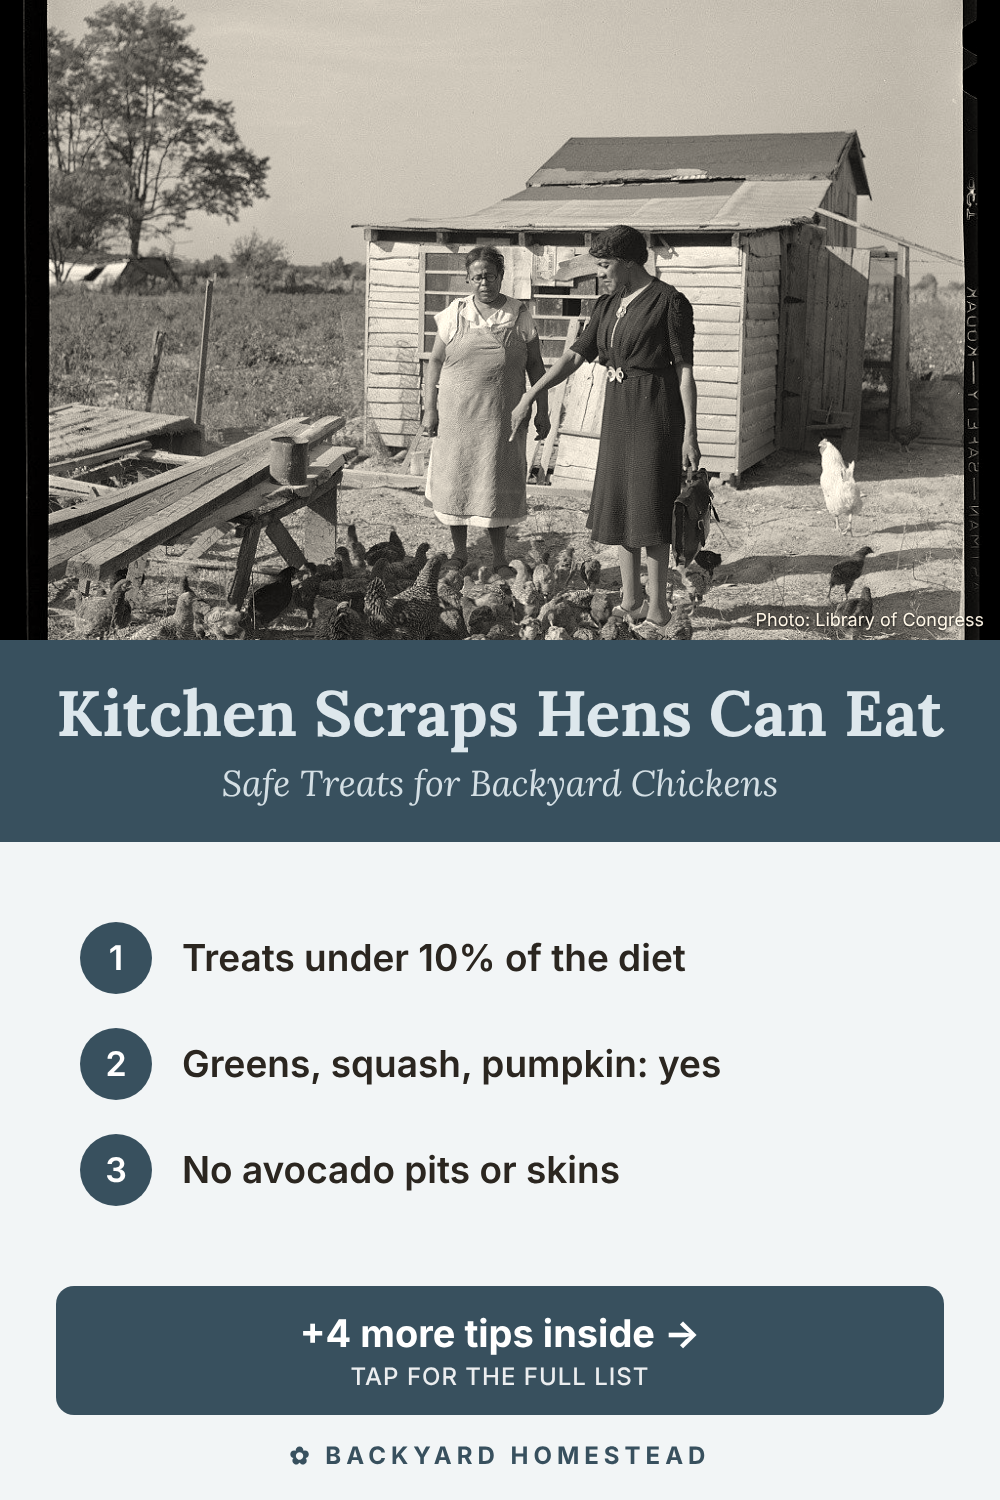 Photo: Library of Congress
Kitchen Scraps Hens Can Eat
Safe Treats for Backyard Chickens
1 Treats under 10% of the diet
2 Greens, squash, pumpkin: yes
3 No avocado pits or skins
+4 more tips inside →
TAP FOR THE FULL LIST
✿ BACKYARD HOMESTEAD